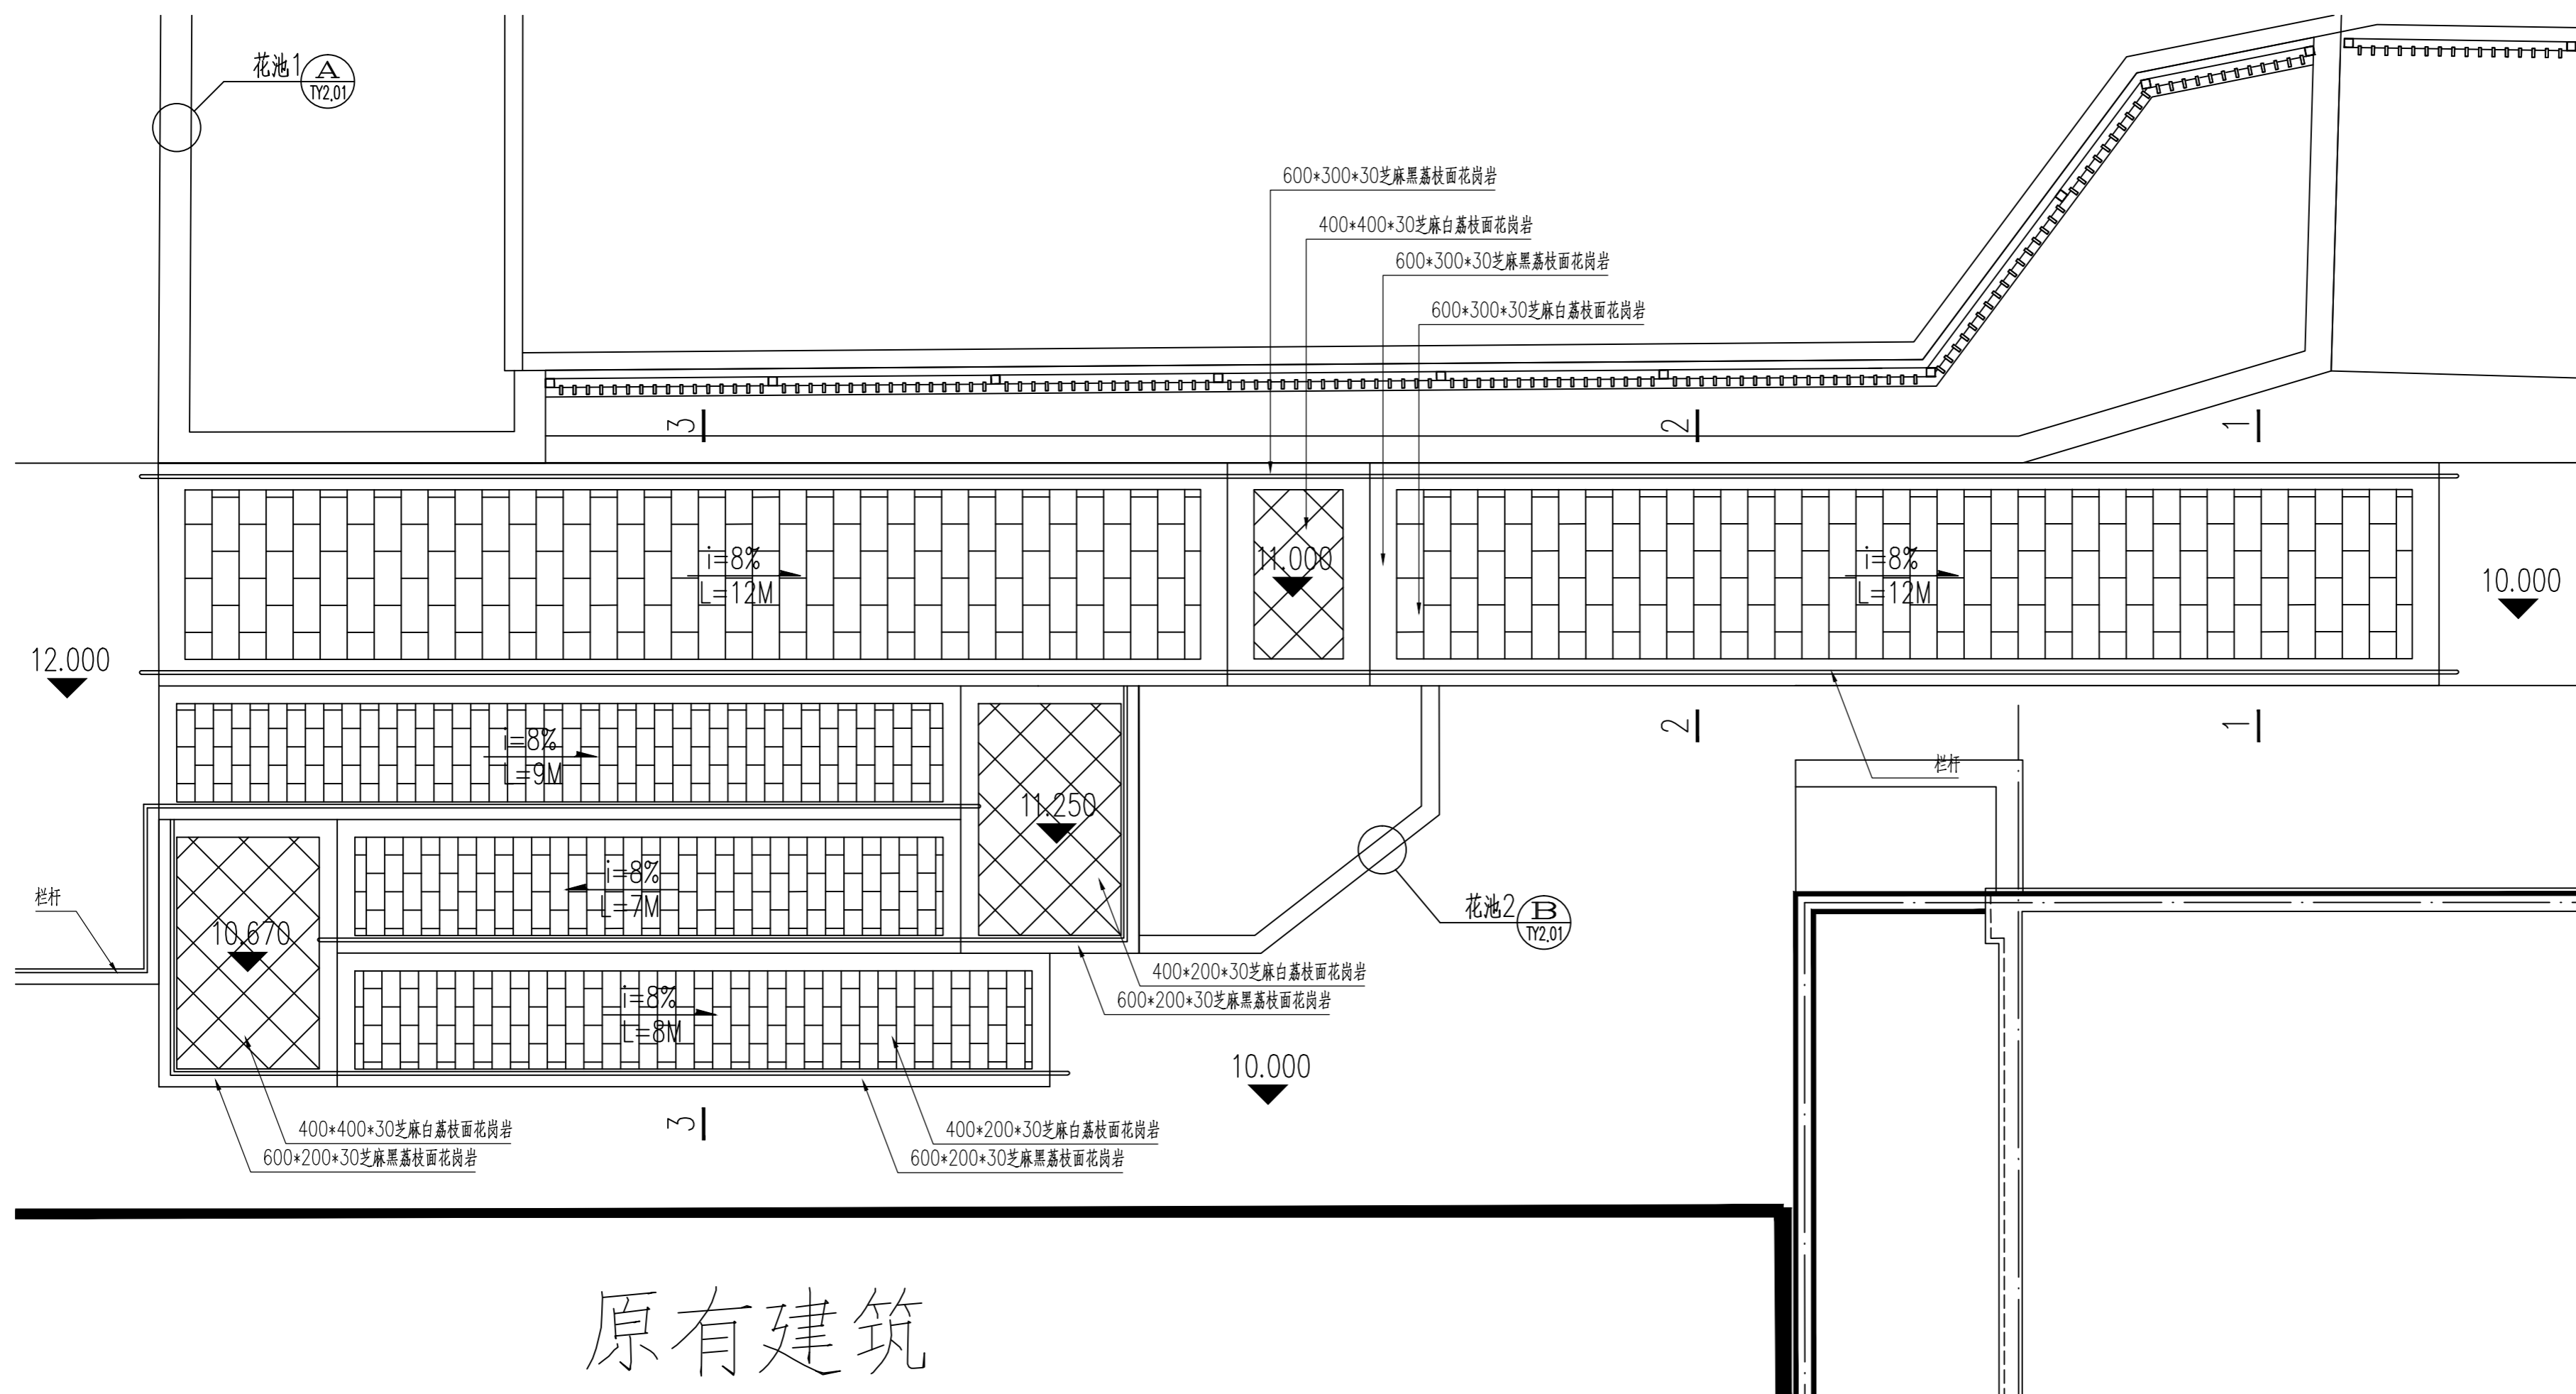 花池1
A
TY2.01
600*300*30芝麻黑荔枝面花岗岩
400*400*30芝麻白荔枝面花岗岩
600*300*30芝麻黑荔枝面花岗岩
600*300*30芝麻白荔枝面花岗岩
3
2
1
i=8%
L=12M
11.000
i=8%
L=12M
10.000
12.000
i=8%
L=9M
11.250
2
1
栏杆
i=8%
L=7M
栏杆
10.670
花池2
B
TY2.01
i=8%
L=8M
400*200*30芝麻白荔枝面花岗岩
600*200*30芝麻黑荔枝面花岗岩
10.000
3
400*400*30芝麻白荔枝面花岗岩
600*200*30芝麻黑荔枝面花岗岩
400*200*30芝麻白荔枝面花岗岩
600*200*30芝麻黑荔枝面花岗岩
原有建筑